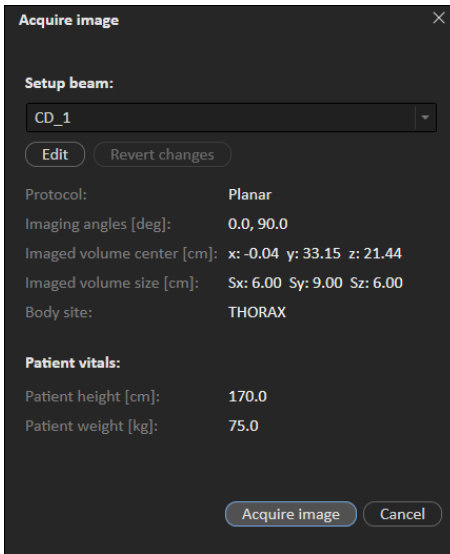 Acquire image
Setup beam:
CD_1
Edit Revert changes
Protocol: Planar
Imaging angles [deg]: 0.0, 90.0
Imaged volume center [cm]: x: -0.04 y: 33.15 z: 21.44
Imaged volume size [cm]: Sx: 6.00 Sy: 9.00 Sz: 6.00
Body site: THORAX
Patient vitals:
Patient height [cm]: 170.0
Patient weight [kg]: 75.0
Acquire image Cancel